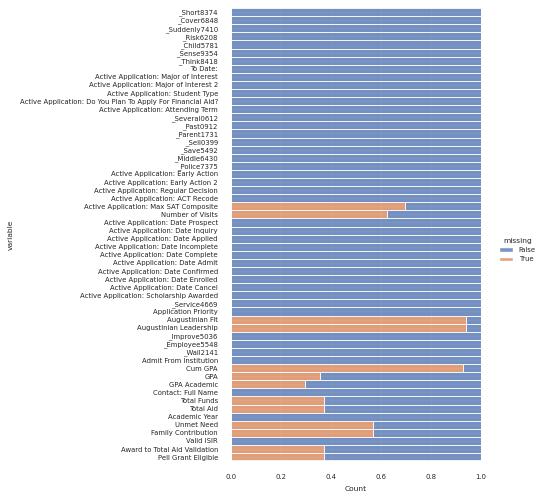 _Short8374
_Cover6848
_Suddenly7410
_Risk6208
_Child5781
_Sense9354
_Think8418
To Date:
Active Application: Major of Interest
Active Application: Major of Interest 2
Active Application: Student Type
Active Application: Do You Plan To Apply For Financial Aid?
Active Application: Attending Term
_Several0612
_Past0912
_Parent1731
_Sell0399
_Save5492
_Middle6430
_Police7375
Active Application: Early Action
Active Application: Early Action 2
Active Application: Regular Decision
Active Application: ACT Recode
Active Application: Max SAT Composite
Number of Visits
Active Application: Date Prospect
Active Application: Date Inquiry
Active Application: Date Applied
Active Application: Date Incomplete
Active Application: Date Complete
Active Application: Date Admit
Active Application: Date Confirmed
Active Application: Date Enrolled
Active Application: Date Cancel
Active Application: Scholarship Awarded
_Service4669
Application Priority
Augustinian Fit
Augustinian Leadership
_Improve5036
_Employee5548
_Wall2141
Admit From Institution
Cum GPA
GPA
GPA Academic
Contact: Full Name
Total Funds
Total Aid
Academic Year
Unmet Need
Family Contribution
Valid ISIR
Award to Total Aid Validation
Pell Grant Eligible
variable
0.0 0.2 0.4 0.6 0.8 1.0
Count
missing
False
True